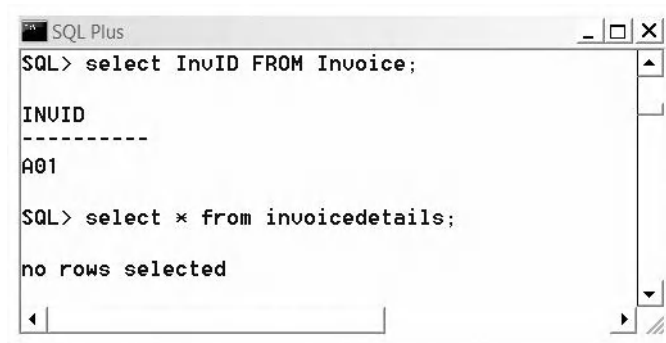 SQL Plus
SQL> select InvID FROM Invoice;
INVID
----------
A01
SQL> select * from invoicedetails;
no rows selected